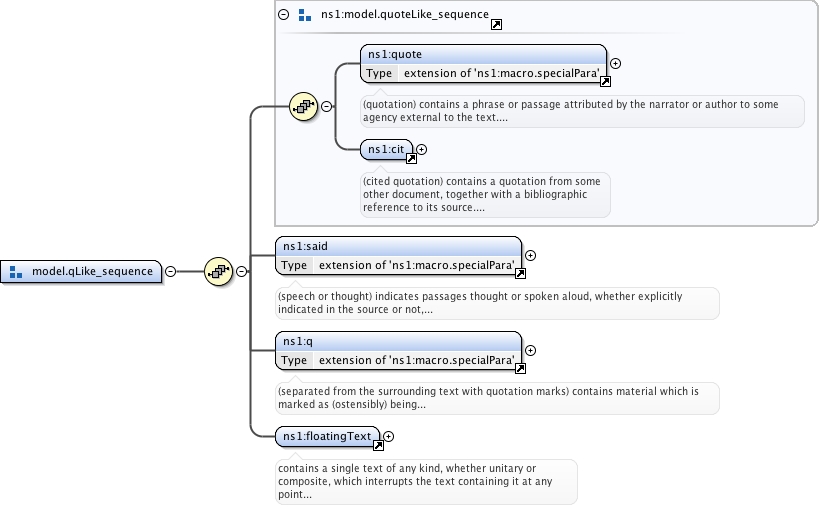 ns1:model.quoteLike_sequence
ns1:quote
Type extension of 'ns1:macro.specialPara'
(quotation) contains a phrase or passage attributed by the narrator or author to some
agency external to the text....
ns1:cit
(cited quotation) contains a quotation from some
other document, together with a bibliographic
reference to its source....
model.qLike_sequence
ns1:said
Type extension of 'ns1:macro.specialPara'
(speech or thought) indicates passages thought or spoken aloud, whether explicitly
indicated in the source or not,...
ns1:q
Type extension of 'ns1:macro.specialPara'
(separated from the surrounding text with quotation marks) contains material which is
marked as (ostensibly) being...
ns1:floatingText
contains a single text of any kind, whether unitary or
composite, which interrupts the text containing it at any
point...